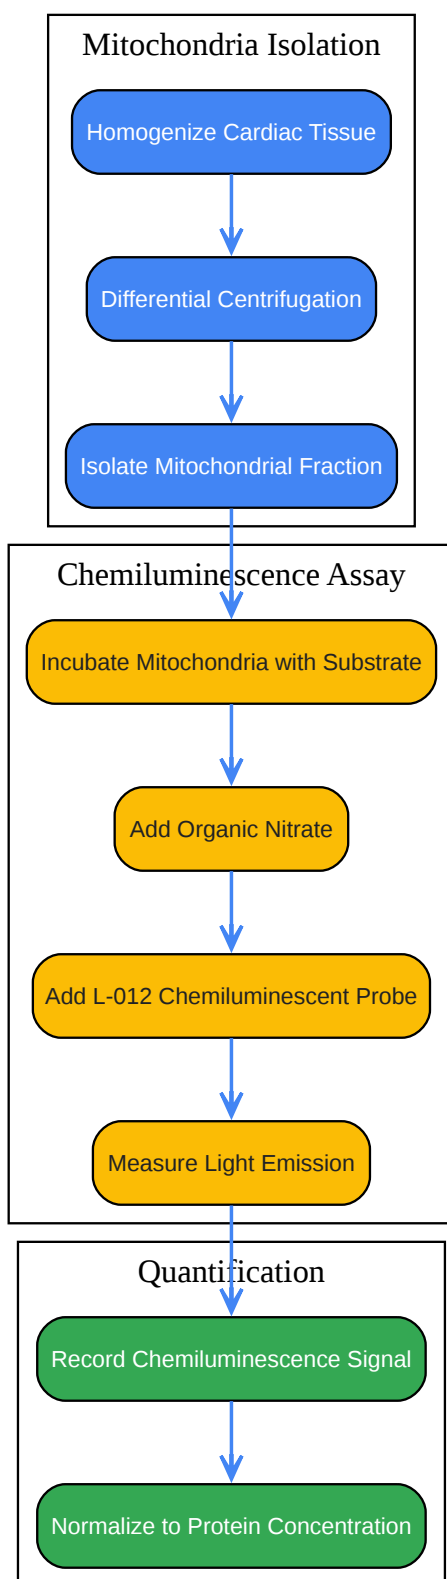 Mitochondria Isolation
Homogenize Cardiac Tissue
Differential Centrifugation
Isolate Mitochondrial Fraction
Chemiluminescence Assay
Incubate Mitochondria with Substrate
Add Organic Nitrate
Add L-012 Chemiluminescent Probe
Measure Light Emission
Quantification
Record Chemiluminescence Signal
Normalize to Protein Concentration